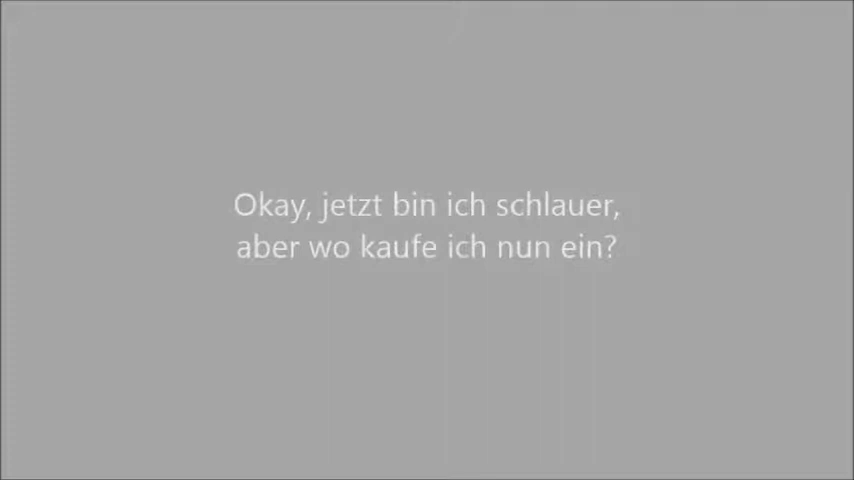 Okay, jetzt bin ich schlauer,
aber wo kaufe ich nun ein?